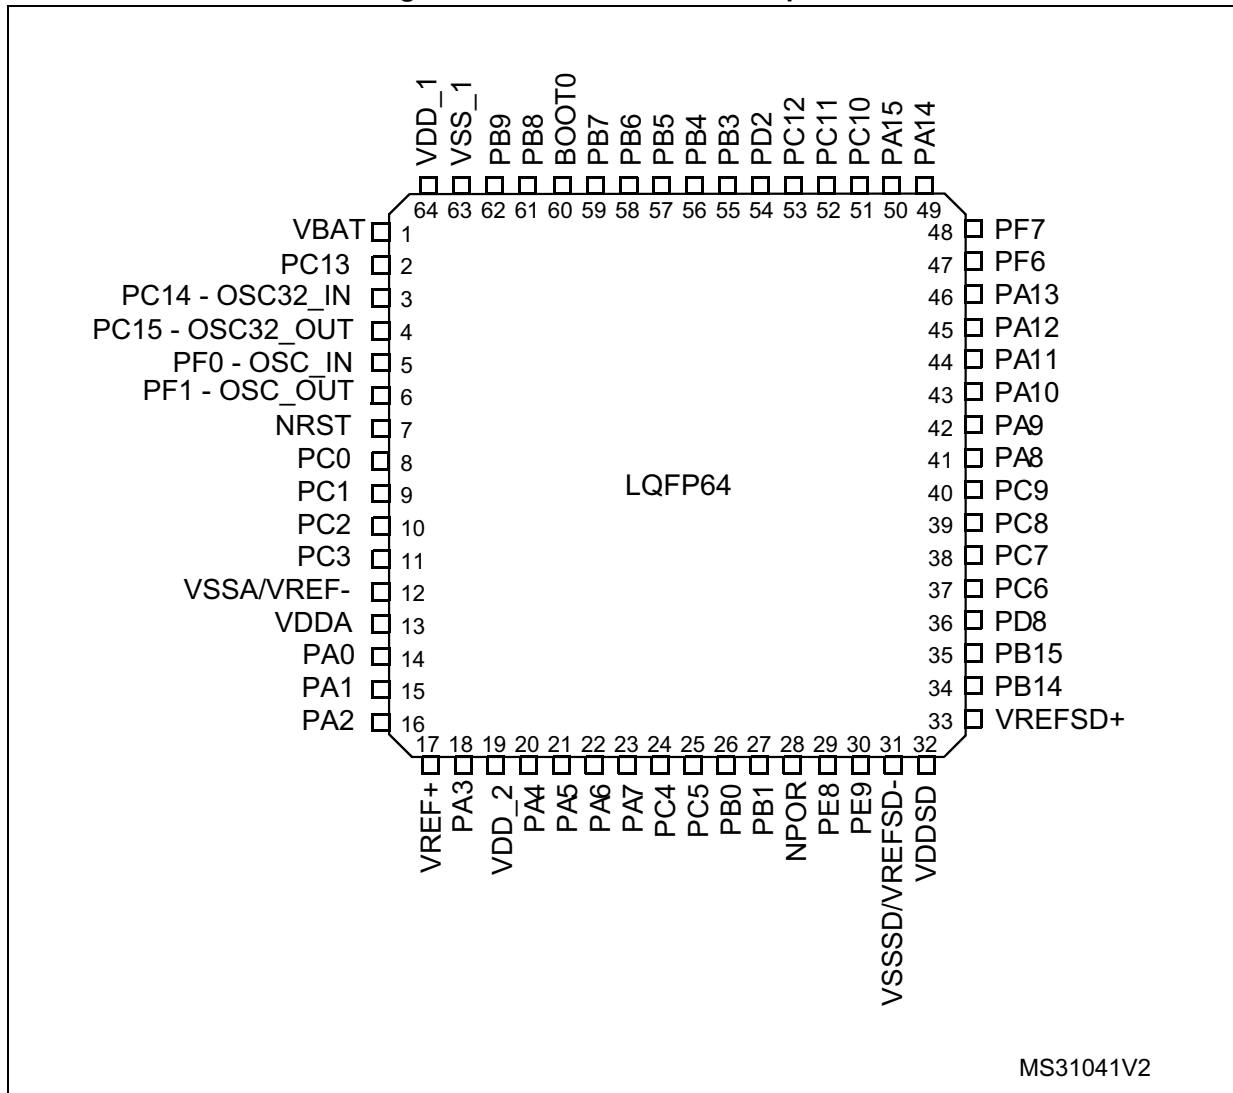 VDD_1
VSS_1
PB9
PB8
BOOT0
PB7
PB6
PB5
PB4
PB3
PD2
PC12
PC11
PC10
PA15
PA14
64 63 62 61 60 59 58 57 56 55 54 53 52 51 50 49
VBAT 1
PC13 2
PC14 - OSC32_IN 3
PC15 - OSC32_OUT 4
PF0 - OSC_IN 5
PF1 - OSC_OUT 6
NRST 7
PC0 8
PC1 9
PC2 10
PC3 11
VSSA/VREF- 12
VDDA 13
PA0 14
PA1 15
PA2 16
LQFP64
48 PF7
47 PF6
46 PA13
45 PA12
44 PA11
43 PA10
42 PA9
41 PA8
40 PC9
39 PC8
38 PC7
37 PC6
36 PD8
35 PB15
34 PB14
33 VREFSD+
17 18 19 20 21 22 23 24 25 26 27 28 29 30 31 32
VREF+
PA3
VDD_2
PA4
PA5
PA6
PA7
PC4
PC5
PB0
PB1
NPOR
PE8
PE9
VSSSD/VREFSD-
VDDSD
MS31041V2